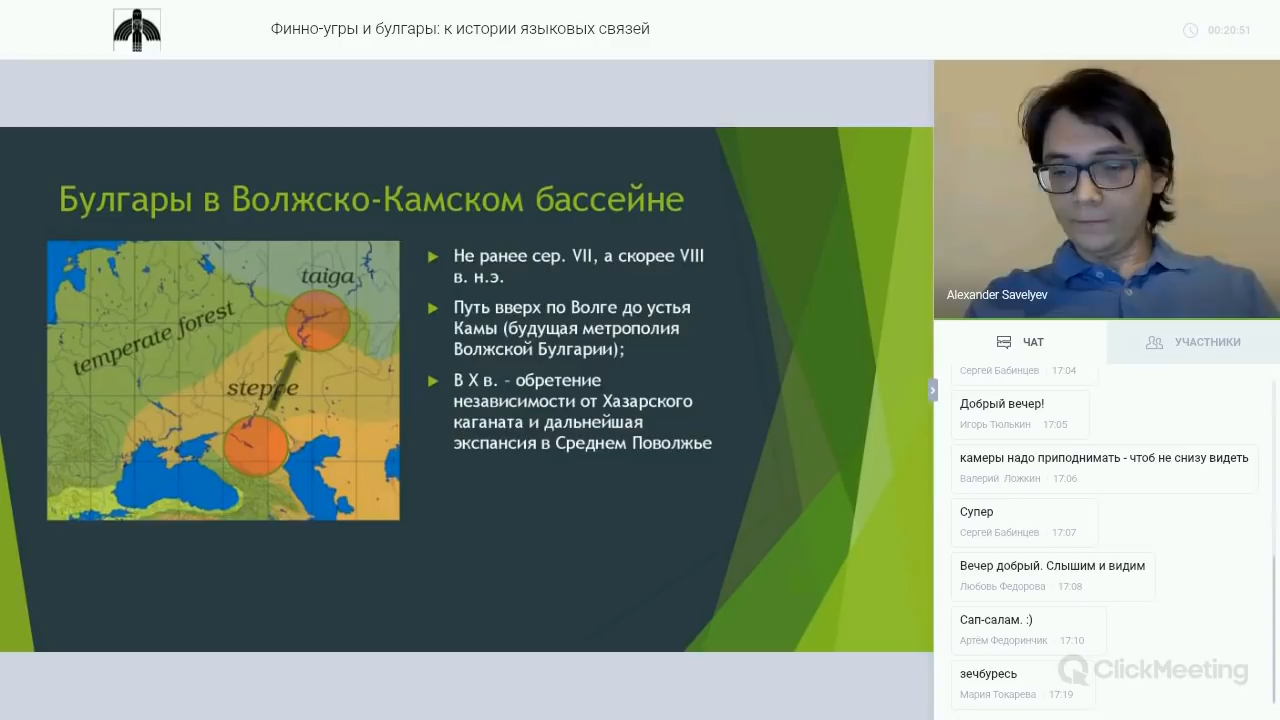 Финно-угры и булгары: к истории языковых связей
00:20:51
Булгары в Волжско-Камском бассейне
taiga
temperate forest
steppe
Не ранее сер. VII, а скорее VIII
в. н.э.
Путь вверх по Волге до устья
Камы (будущая метрополия
Волжской Булгарии);
В X в. - обретение
независимости от Хазарского
каганата и дальнейшая
экспансия в Среднем Поволжье
Alexander Savelyev
ЧАТ
УЧАСТНИКИ
Сергей Бабинцев 17:04
Добрый вечер!
Игорь Тюлькин 17:05
камеры надо приподнимать - чтоб не снизу видеть
Валерий Ложкин 17:06
Супер
Сергей Бабинцев 17:07
Вечер добрый. Слышим и видим
Любовь Федорова 17:08
Сап-салам. :)
Артём Федоринчик 17:10
зечбуресь
Мария Токарева 17:19
ClickMeeting